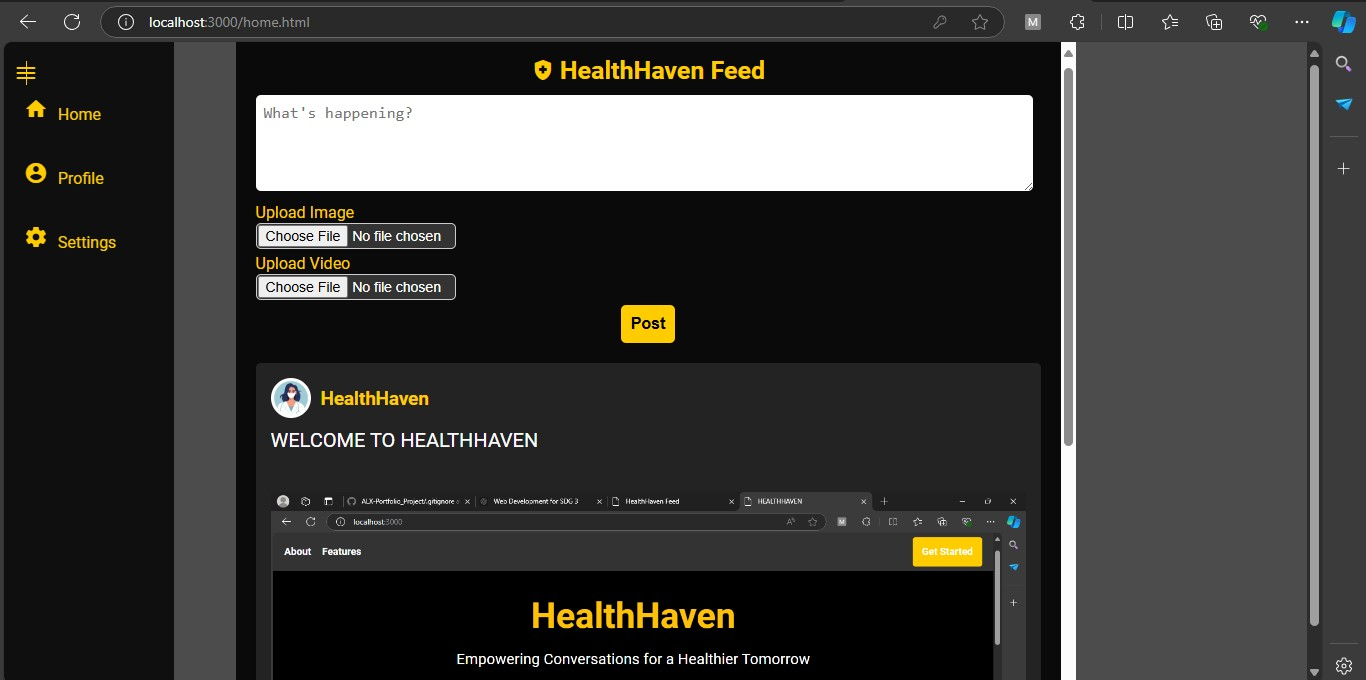 localhost:3000/home.html
M
HealthHaven Feed
Home
What's happening?
Profile
Upload Image
Choose File No file chosen
Settings
Upload Video
Choose File No file chosen
Post
HealthHaven
WELCOME TO HEALTHHAVEN
ALX-Portfolio_Project/.gitignore Web Development for SDG 3 HealthHaven Feed HEALTHHAVEN
localhost:3000
M
About Features Get Started
HealthHaven
Empowering Conversations for a Healthier Tomorrow